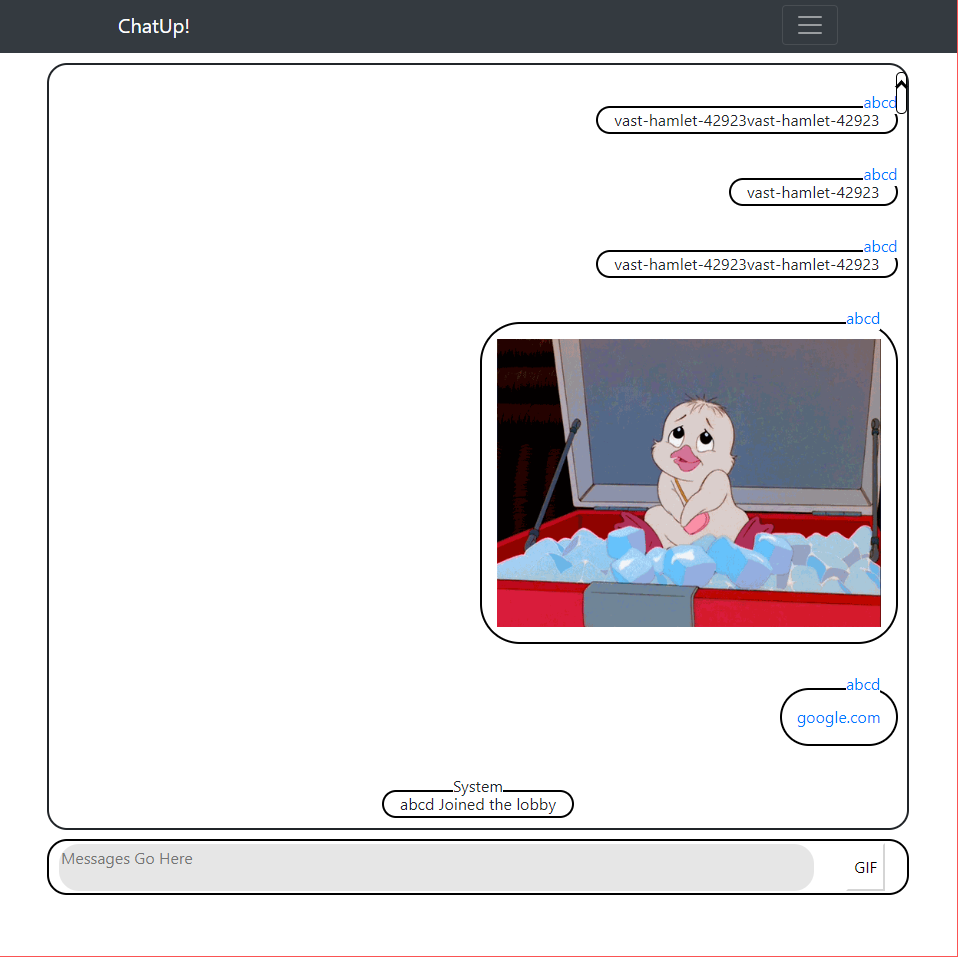 ChatUp!
abcd
vast-hamlet-42923vast-hamlet-42923
abcd
vast-hamlet-42923
abcd
vast-hamlet-42923vast-hamlet-42923
abcd
abcd
google.com
System
abcd Joined the lobby
Messages Go Here
GIF